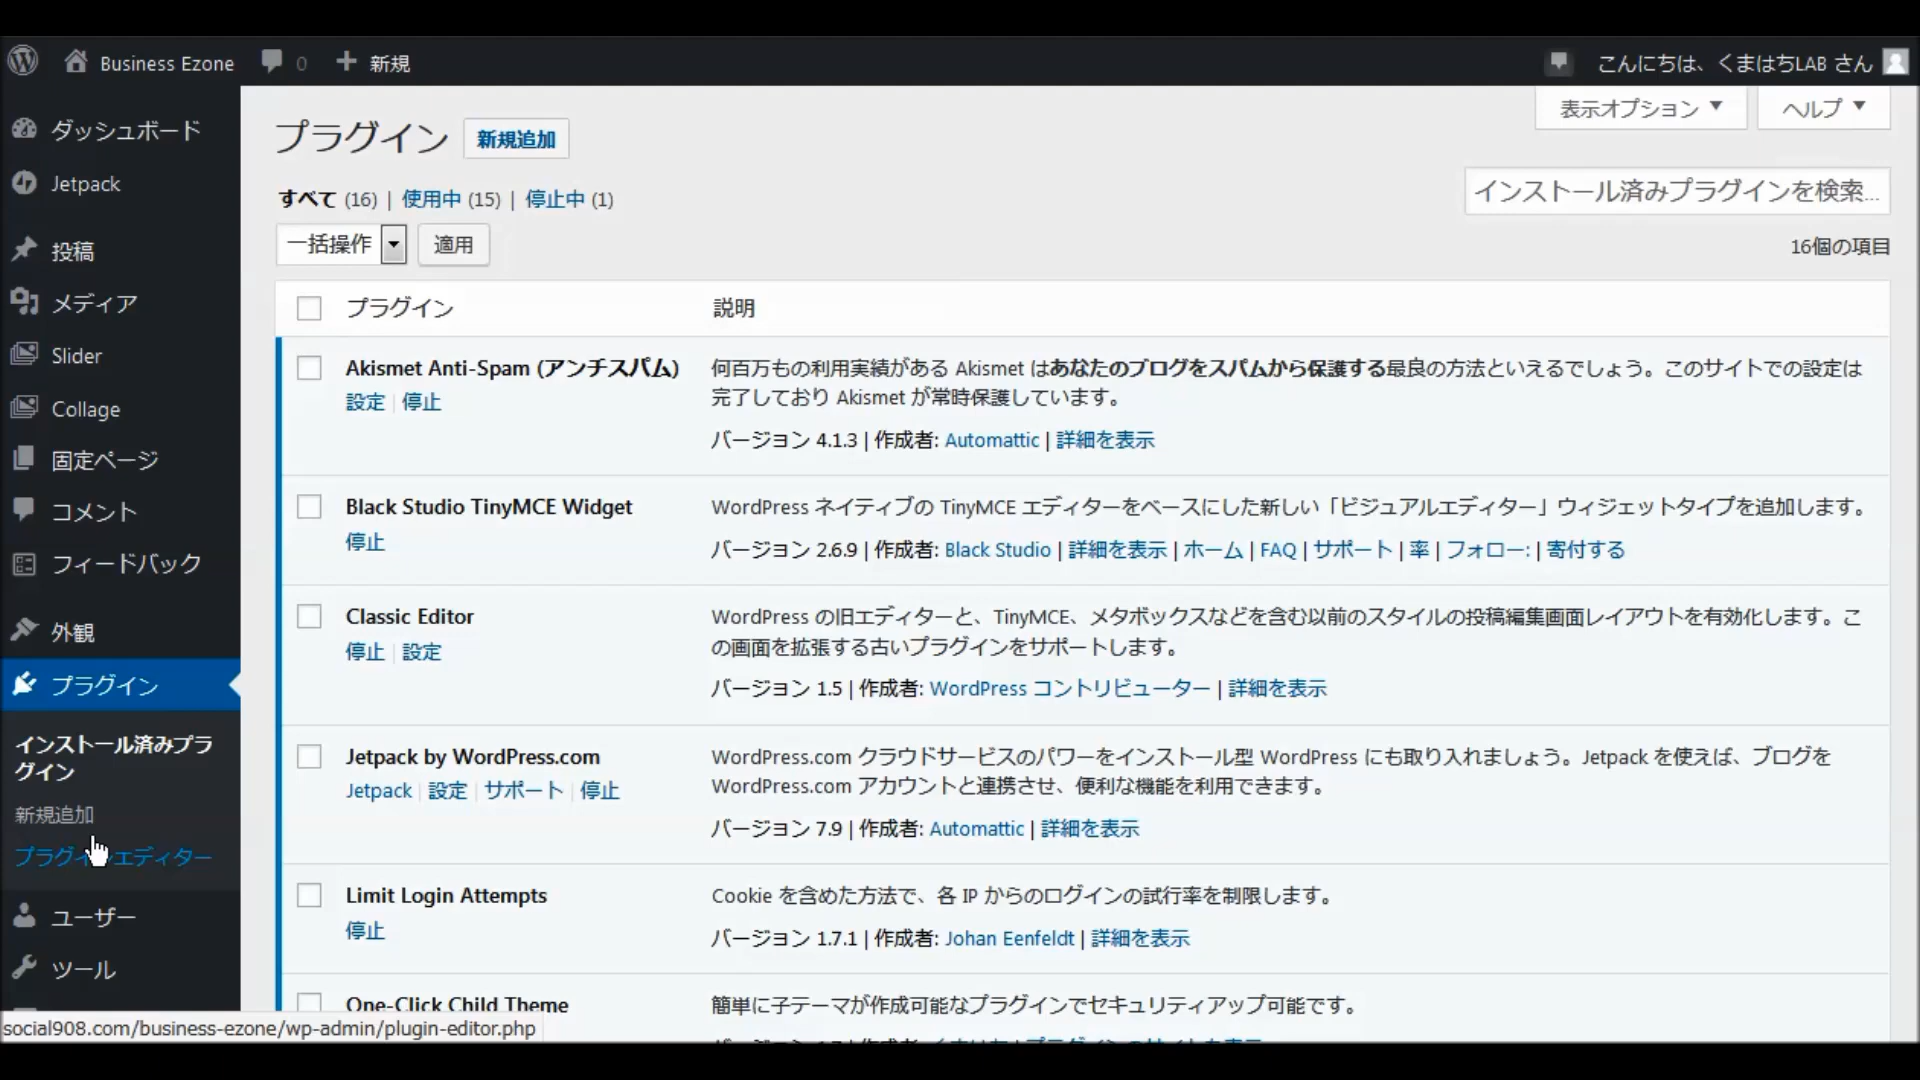 Business Ezone 0 新規 こんにちは、くまはちLAB さん
表示オプション ヘルプ
ダッシュボード
Jetpack
投稿
メディア
Slider
Collage
固定ページ
コメント
フィードバック
外観
プラグイン
インストール済みプラ
グイン
新規追加
プラグインエディター
ユーザー
ツール
social908.com/business-ezone/wp-admin/plugin-editor.php
プラグイン 新規追加
すべて (16) | 使用中 (15) | 停止中 (1)
インストール済みプラグインを検索...
一括操作 適用
16個の項目
プラグイン 説明
Akismet Anti-Spam (アンチスパム)
設定 | 停止
何百万もの利用実績がある Akismet はあなたのブログをスパムから保護する最良の方法といえるでしょう。このサイトでの設定は
完了しており Akismet が常時保護しています。
バージョン 4.1.3 | 作成者: Automattic | 詳細を表示
Black Studio TinyMCE Widget
停止
WordPress ネイティブの TinyMCE エディターをベースにした新しい「ビジュアルエディター」ウィジェットタイプを追加します。
バージョン 2.6.9 | 作成者: Black Studio | 詳細を表示 | ホーム | FAQ | サポート | 率 | フォロー: | 寄付する
Classic Editor
停止 | 設定
WordPress の旧エディターと、TinyMCE、メタボックスなどを含む以前のスタイルの投稿編集画面レイアウトを有効化します。こ
の画面を拡張する古いプラグインをサポートします。
バージョン 1.5 | 作成者: WordPress コントリビューター | 詳細を表示
Jetpack by WordPress.com
Jetpack | 設定 | サポート | 停止
WordPress.com クラウドサービスのパワーをインストール型 WordPress にも取り入れましょう。Jetpack を使えば、ブログを
WordPress.com アカウントと連携させ、便利な機能を利用できます。
バージョン 7.9 | 作成者: Automattic | 詳細を表示
Limit Login Attempts
停止
Cookie を含めた方法で、各 IP からのログインの試行率を制限します。
バージョン 1.7.1 | 作成者: Johan Eenfeldt | 詳細を表示
One-Click Child Theme
簡単に子テーマが作成可能なプラグインでセキュリティアップ可能です。